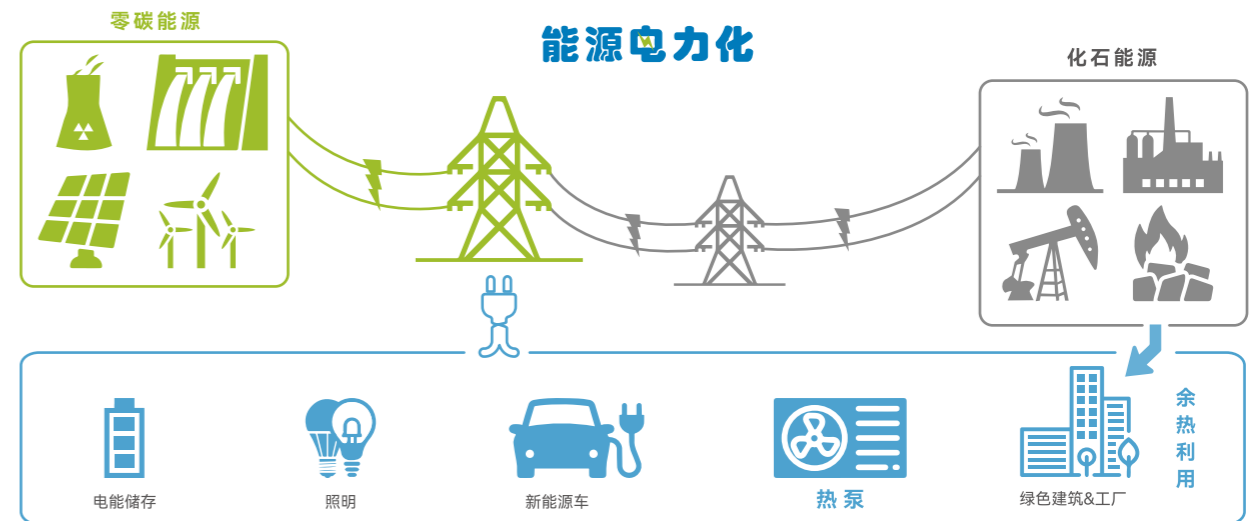 零碳能源
能源电力化
化石能源
余热利用
电能储存
照明
新能源车
热泵
绿色建筑&工厂